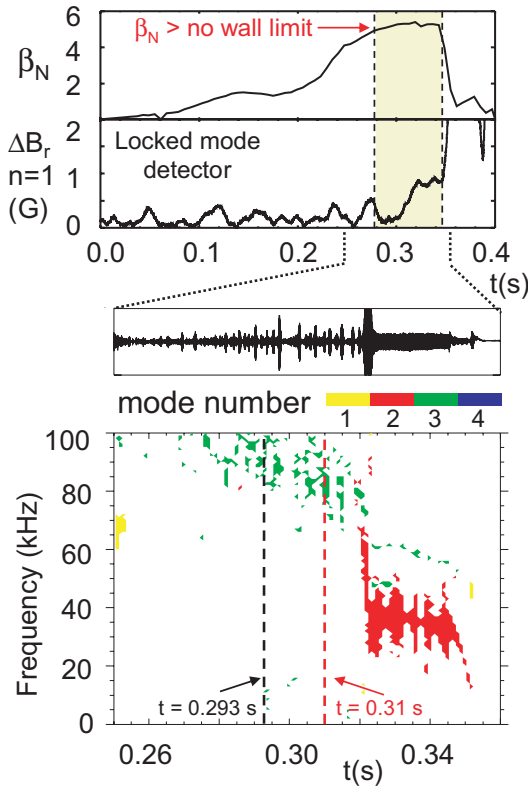 6
β_N > no wall limit
4
β_N
2
0
2
ΔB_r
Locked mode
detector
n=1
1
(G)
0
0.0 0.1 0.2 0.3 0.4
t(s)
mode number
1 2 3 4
100
80
60
Frequency (kHz)
40
20
t = 0.293 s
t = 0.31 s
0
0.26 0.30 0.34
t(s)